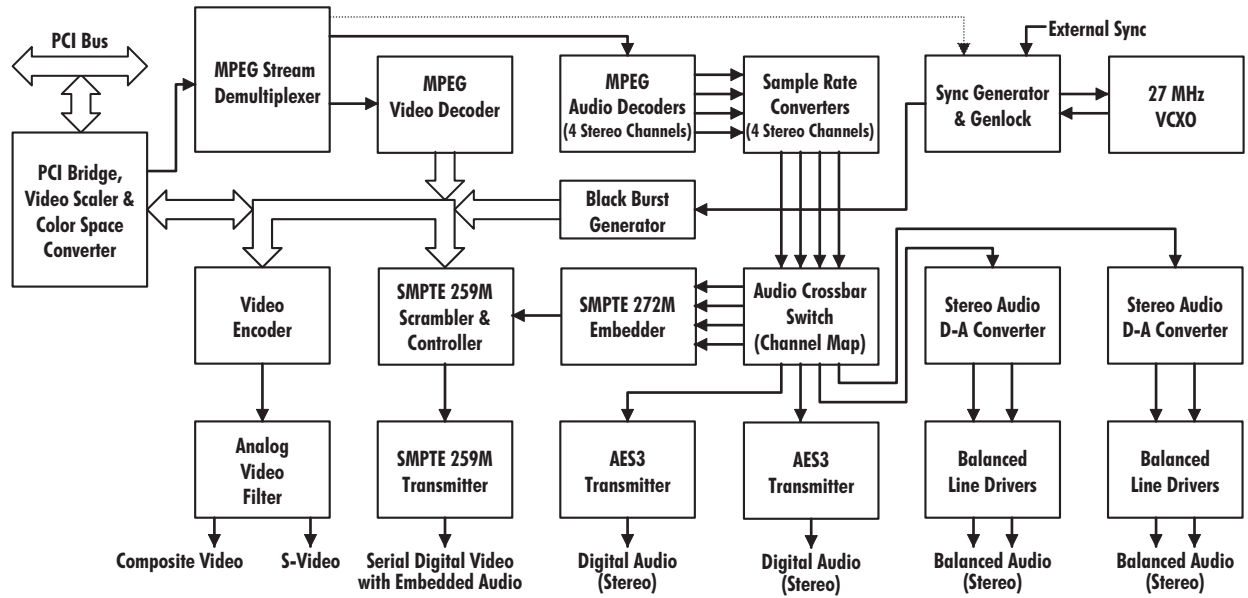 PCI Bus
MPEG Stream
Demultiplexer
MPEG
Video Decoder
MPEG
Audio Decoders
(4 Stereo Channels)
Sample Rate
Converters
(4 Stereo Channels)
External Sync
Sync Generator
& Genlock
27 MHz
VCXO
PCI Bridge,
Video Scaler &
Color Space
Converter
Black Burst
Generator
Video
Encoder
SMPTE 259M
Scrambler &
Controller
SMPTE 272M
Embedder
Audio Crossbar
Switch
(Channel Map)
Stereo Audio
D-A Converter
Stereo Audio
D-A Converter
Analog
Video
Filter
SMPTE 259M
Transmitter
AES3
Transmitter
AES3
Transmitter
Balanced
Line Drivers
Balanced
Line Drivers
Composite Video
S-Video
Serial Digital Video
with Embedded Audio
Digital Audio
(Stereo)
Digital Audio
(Stereo)
Balanced Audio
(Stereo)
Balanced Audio
(Stereo)